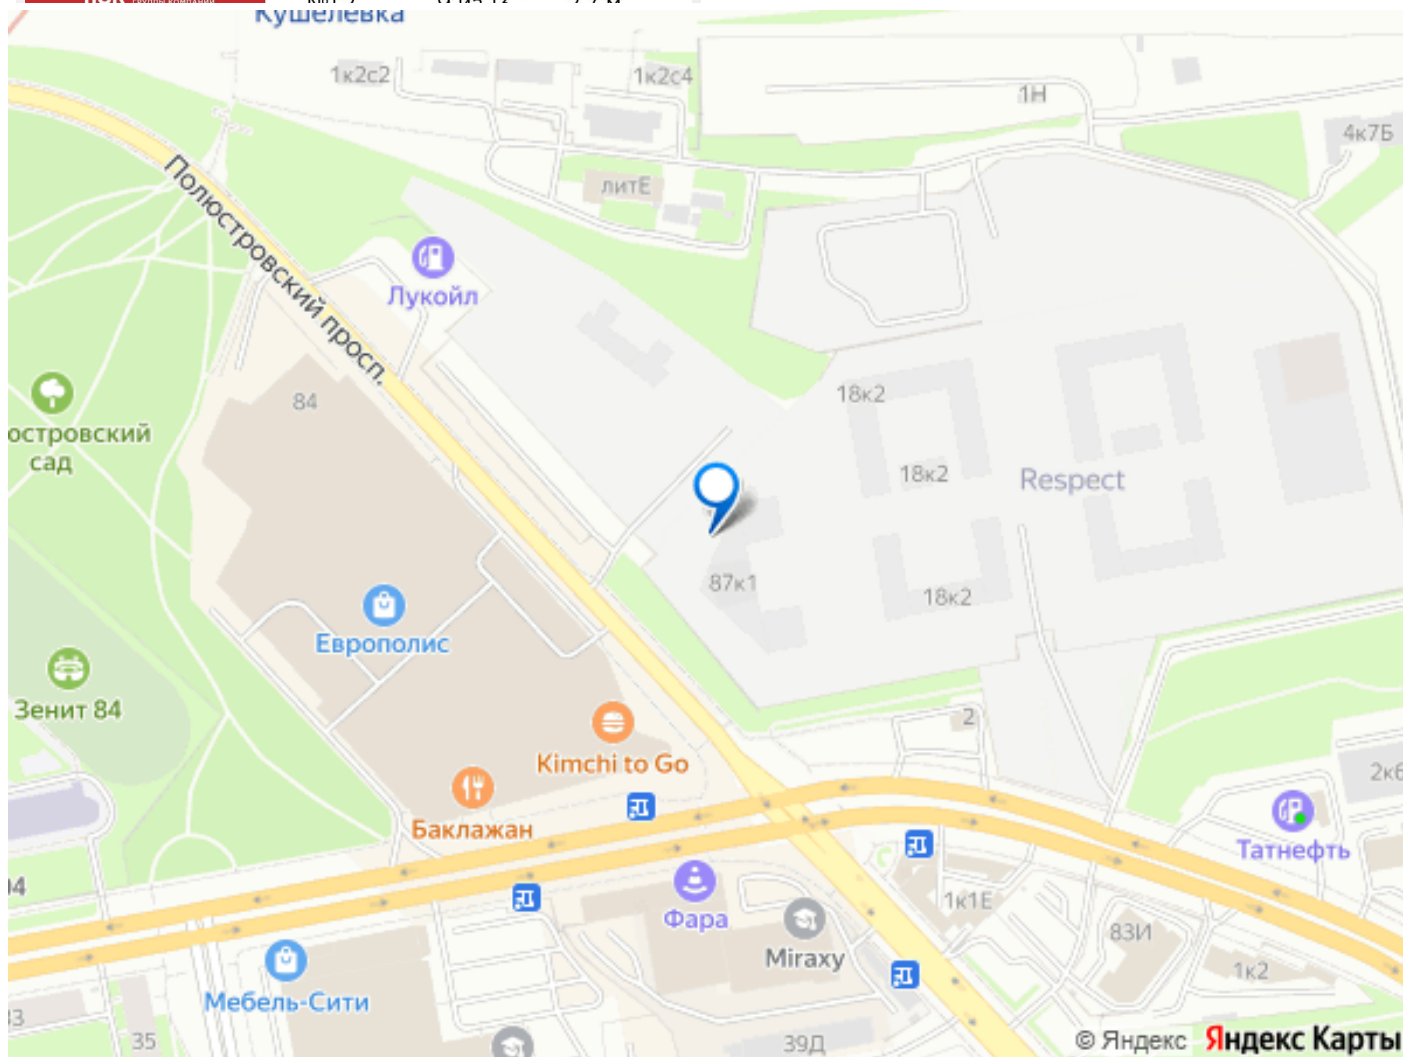 Кушелевка
1к2с2
1к2с4
1Н
4к7Б
литЕ
Полюстровский просп.
Лукойл
84
18к2
островский
сад
18к2
Respect
87к1
18к2
Европолис
Зенит 84
2
Kimchi to Go
2к6
Баклажан
Татнефть
04
Фара
1к1Е
83И
Miraxy
1к2
Мебель-Сити
33
35
39Д
© Яндекс Яндекс Карты